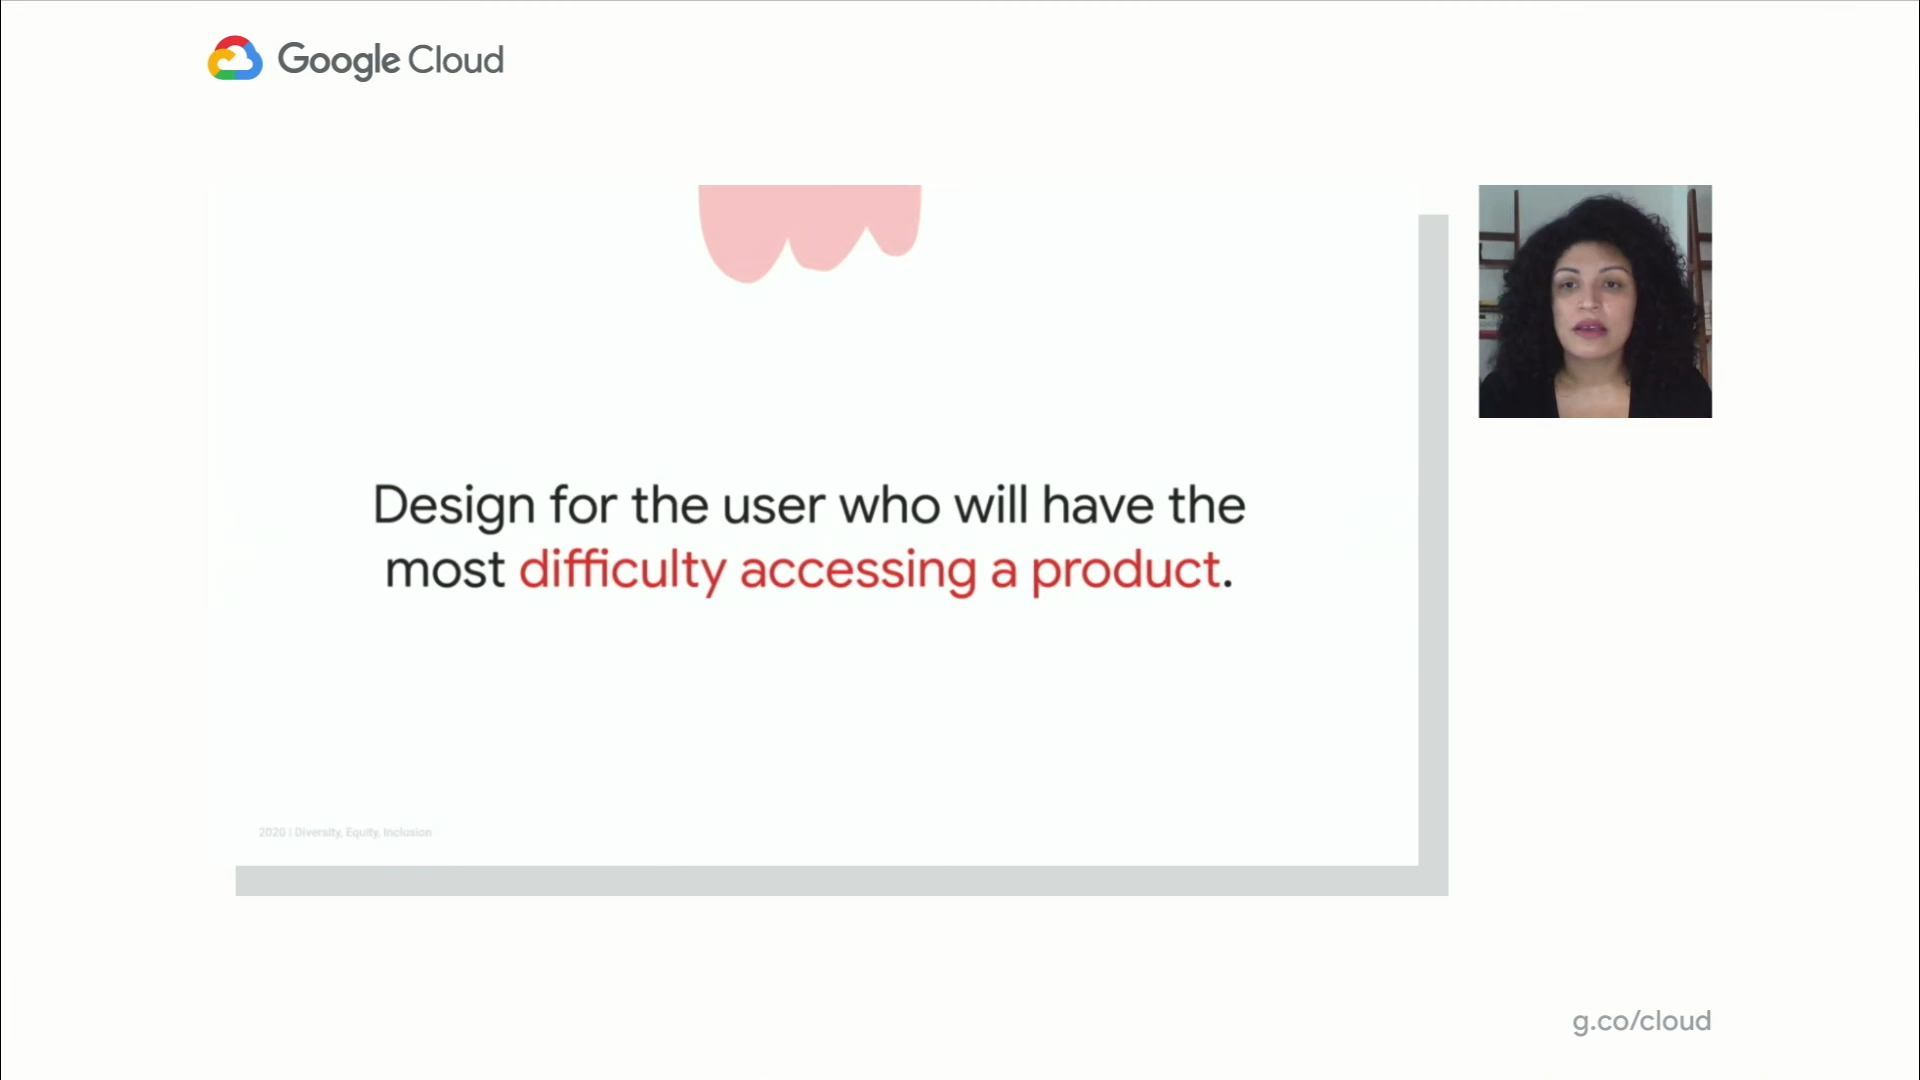 Google Cloud
Design for the user who will have the
most difficulty accessing a product.
2020 | Diversity, Equity, Inclusion
g.co/cloud